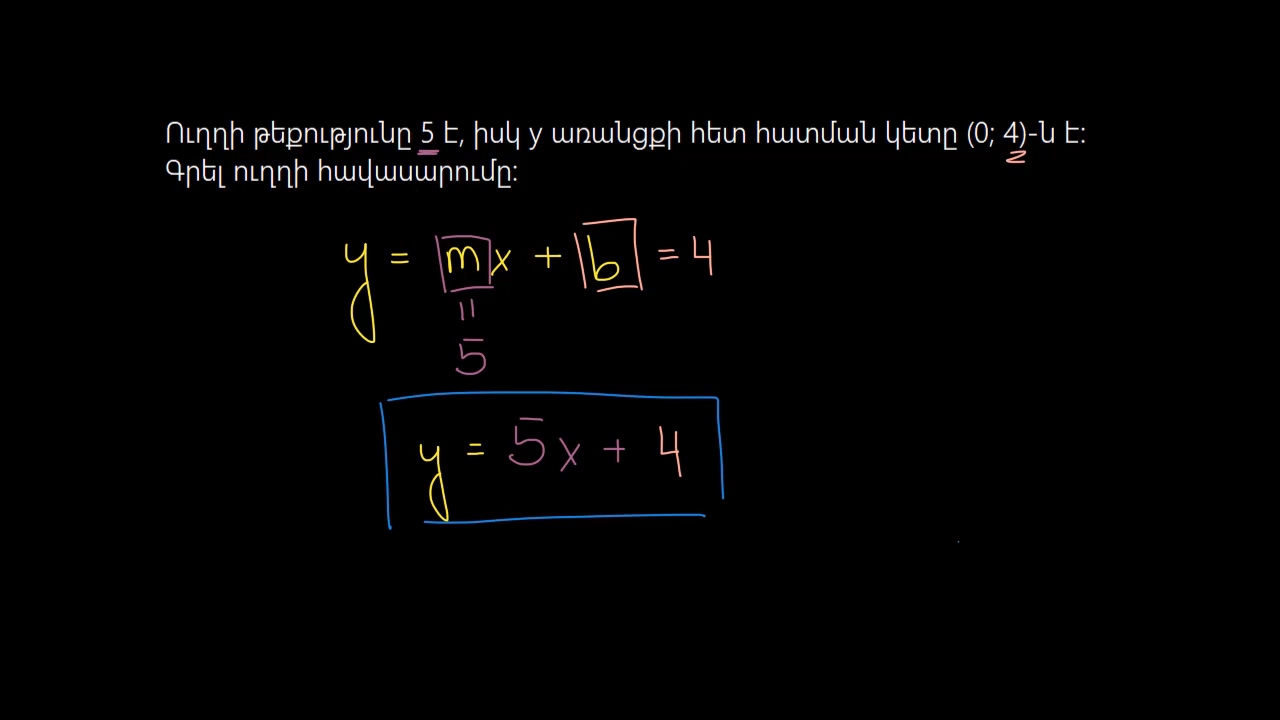 Ուղղի թեքությունը 5 է, իսկ y առանցքի հետ հատման կետը (0; 4)-ն է:
Գրել ուղղի հավասարումը:
y = mx + b = 4
=
5
y = 5x + 4